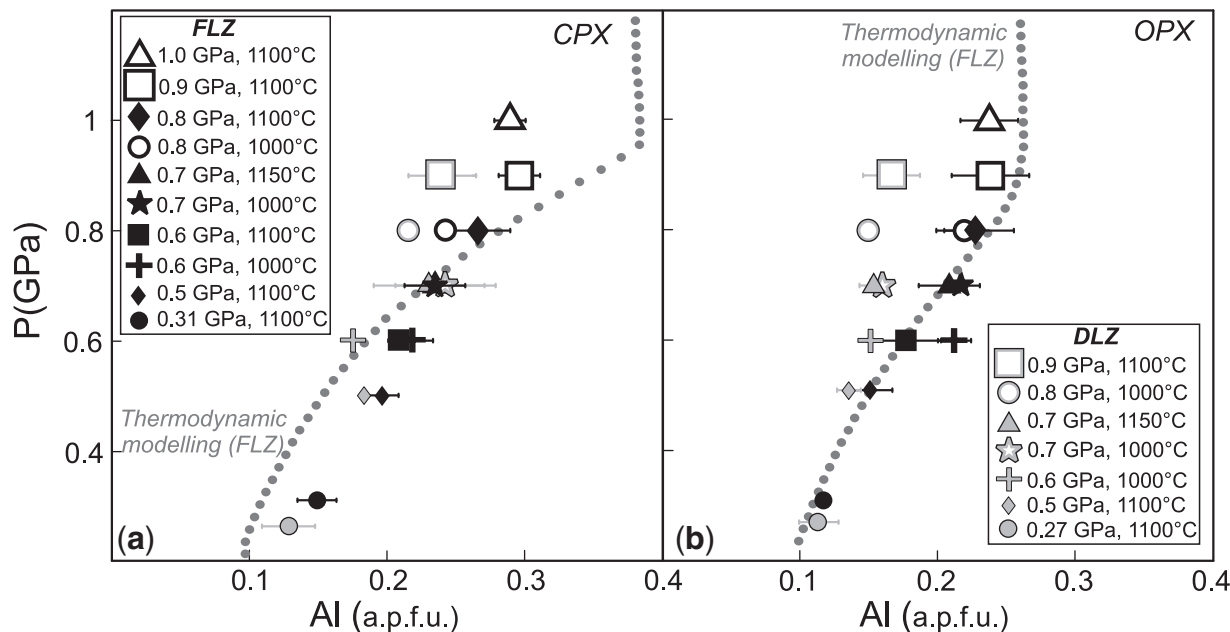 FLZ
1.0 GPa, 1100°C
0.9 GPa, 1100°C
0.8 GPa, 1100°C
0.8 GPa, 1000°C
0.7 GPa, 1150°C
0.7 GPa, 1000°C
0.6 GPa, 1100°C
0.6 GPa, 1000°C
0.5 GPa, 1100°C
0.31 GPa, 1100°C
CPX
Thermodynamic
modelling (FLZ)
(a)
P(GPa)
1
0.8
0.6
0.4
0.1
0.2
0.3
0.4
Al (a.p.f.u.)
Thermodynamic
modelling (FLZ)
OPX
DLZ
0.9 GPa, 1100°C
0.8 GPa, 1000°C
0.7 GPa, 1150°C
0.7 GPa, 1000°C
0.6 GPa, 1000°C
0.5 GPa, 1100°C
0.27 GPa, 1100°C
(b)
0.1
0.2
0.3
0.4
Al (a.p.f.u.)